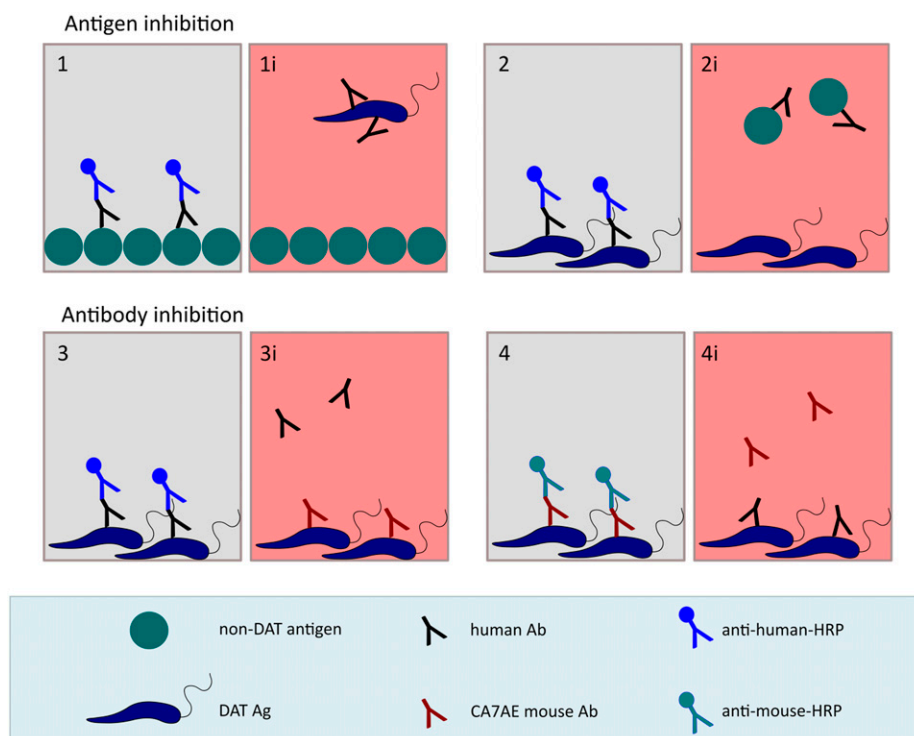 Antigen inhibition
1 1i 2 2i
Antibody inhibition
3 3i 4 4i
non-DAT antigen human Ab anti-human-HRP
DAT Ag CA7AE mouse Ab anti-mouse-HRP